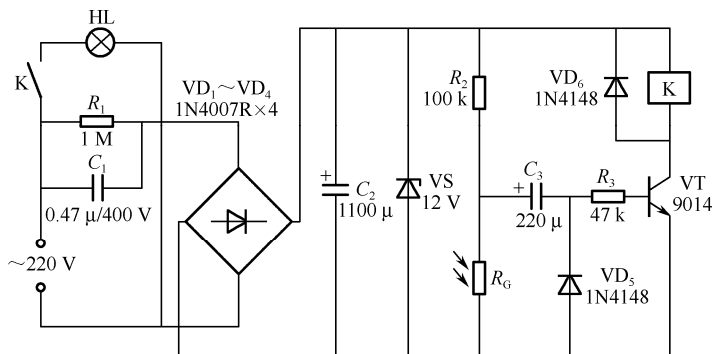 HL
K
R₁
1 M
C₁
0.47 μ/400 V
~220 V
VD₁~VD₄
1N4007R×4
+
C₂
1100 μ
VS
12 V
R₂
100 k
R_G
+
C₃
220 μ
R₃
47 k
VD₅
1N4148
VD₆
1N4148
K
VT
9014